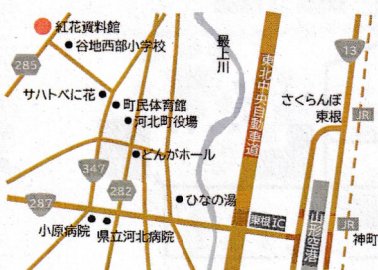 紅花資料館
谷地西部小学校
285
最上川
東北中央自動車道
13
サハトべに花
町民体育館
河北町役場
さくらんぼ
東根
JR
どんがホール
347
282
287
ひなの湯
小原病院
県立河北病院
東根IC
山形空港
JR
神町